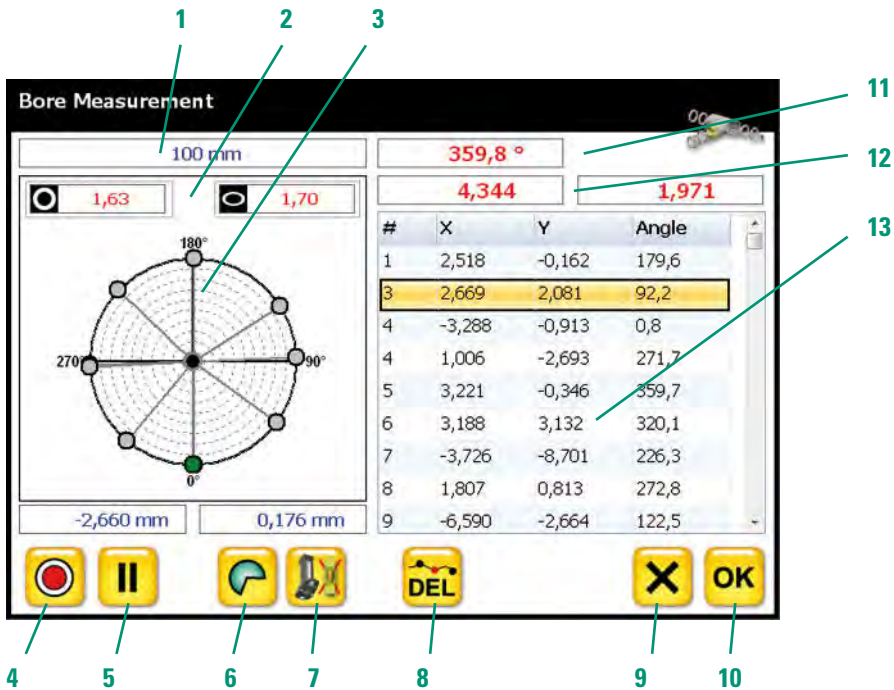 1 2 3
Bore Measurement
11
100 mm
359,8 °
12
1,63 1,70
4,344 1,971
# X Y Angle
13
180°
1 2,518 -0,162 179,6
3 2,669 2,081 92,2
4 -3,288 -0,913 0,8
270° 90°
4 1,006 -2,693 271,7
5 3,221 -0,346 359,7
6 3,188 3,132 320,1
7 -3,726 -8,701 226,3
0°
8 1,807 0,813 272,8
-2,660 mm 0,176 mm
9 -6,590 -2,664 122,5
DEL OK
4 5 6 7 8 9 10